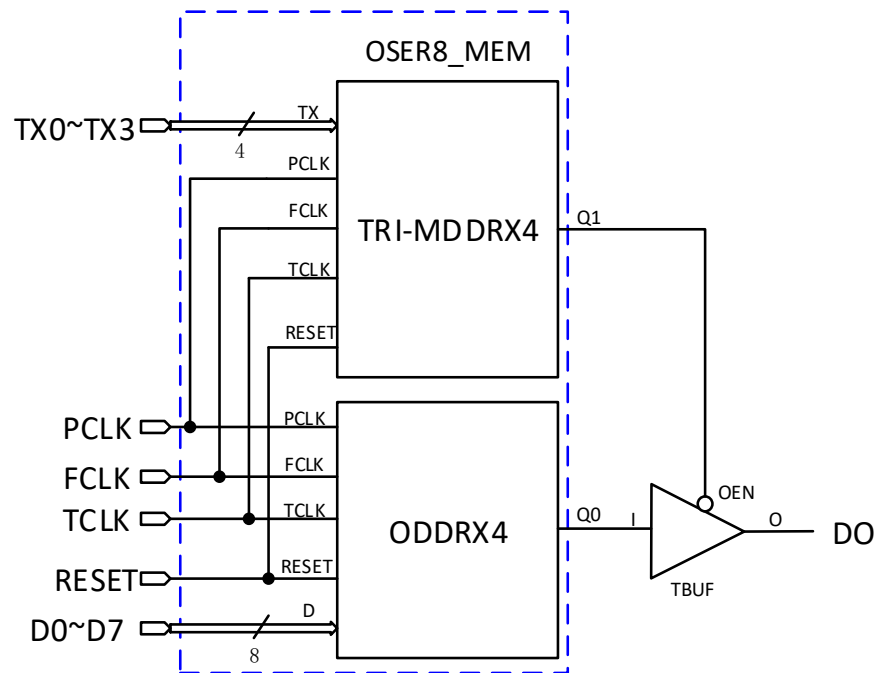 OSER8_MEM
TX0~TX3
4
TX
PCLK
FCLK
TCLK
RESET
TRI-MDDRX4
Q1
PCLK
FCLK
TCLK
RESET
D0~D7
8
PCLK
FCLK
TCLK
RESET
D
ODDRX4
Q0
I
OEN
O
DO
TBUF